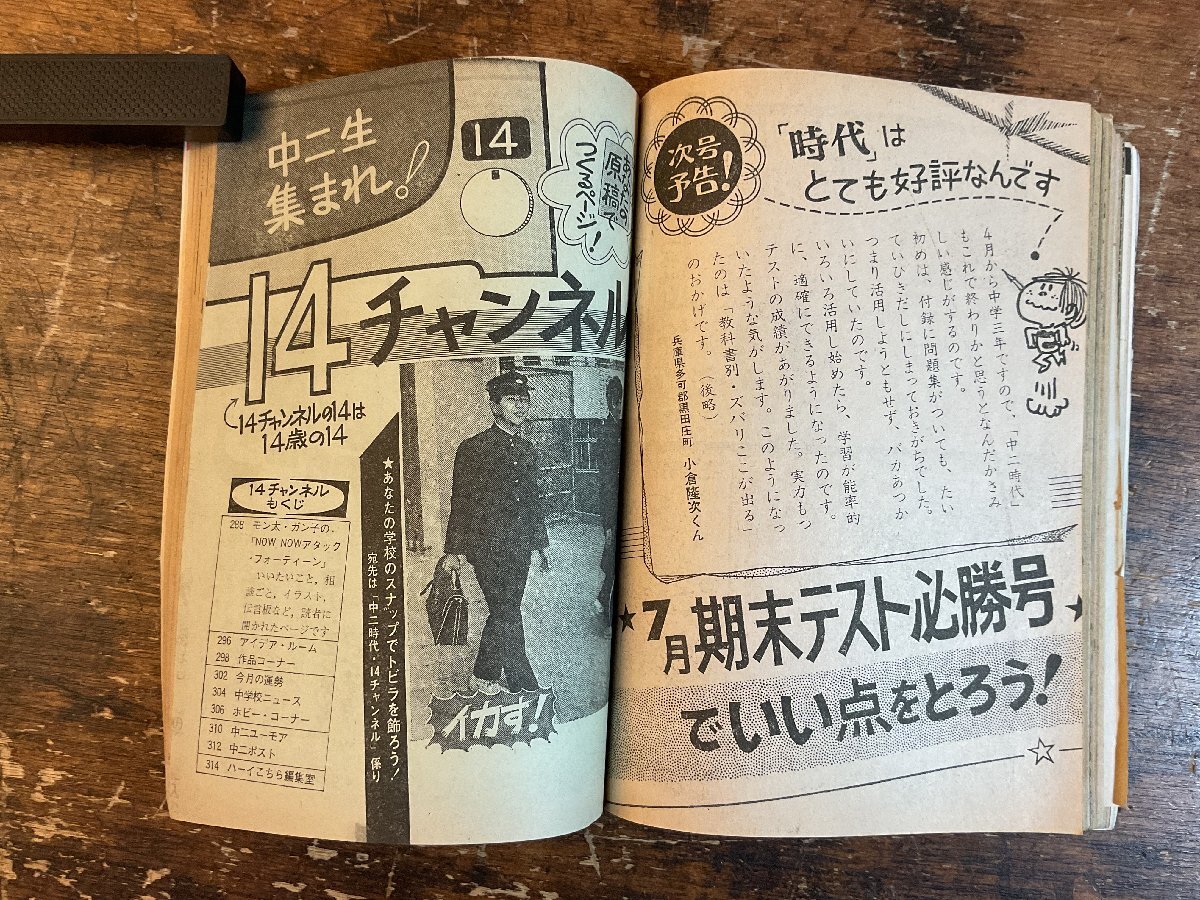 中二生
集まれ！
14
あなたの
原稿で
つくるページ！
14チャンネル
14チャンネルの14は
14歳の14
14チャンネル
もくじ
288 モン太・ガン子の、
「NOW NOWアタック
・フォーティーン」
いいたいこと，相
談ごと，イラスト，
伝言板など，読者に
開かれたページです
296 アイデア・ルーム
298 作品コーナー
302 今月の運勢
304 中学校ニュース
306 ホビー・コーナー
310 中二ユーモア
312 中二ポスト
314 ハーイこちら編集室
★あなたの学校のスナップでトビラを飾ろう！
宛先は「中二時代・14チャンネル」係り
イカす！
次号
予告！
「時代」は
とても好評なんです
4月から中学三年ですので、「中二時代」
もこれで終わりかと思うとなんだかさみ
しい感じがするのです。
初めは、付録に問題集がついても、たい
ていひきだしにしまっておきがちでした。
つまり活用しようともせず、バカあつか
いにしていたのです。
いろいろ活用し始めたら、学習が能率的
に、適確にできるようになったのです。
テストの成績があがりました。実力もつ
いたような気がします。このようになっ
たのは「教科書別・ズバリここが出る」
のおかげです。（後略）
兵庫県多可郡黒田庄町 小倉隆次くん
★7月期末テスト必勝号★
でいい点をとろう！